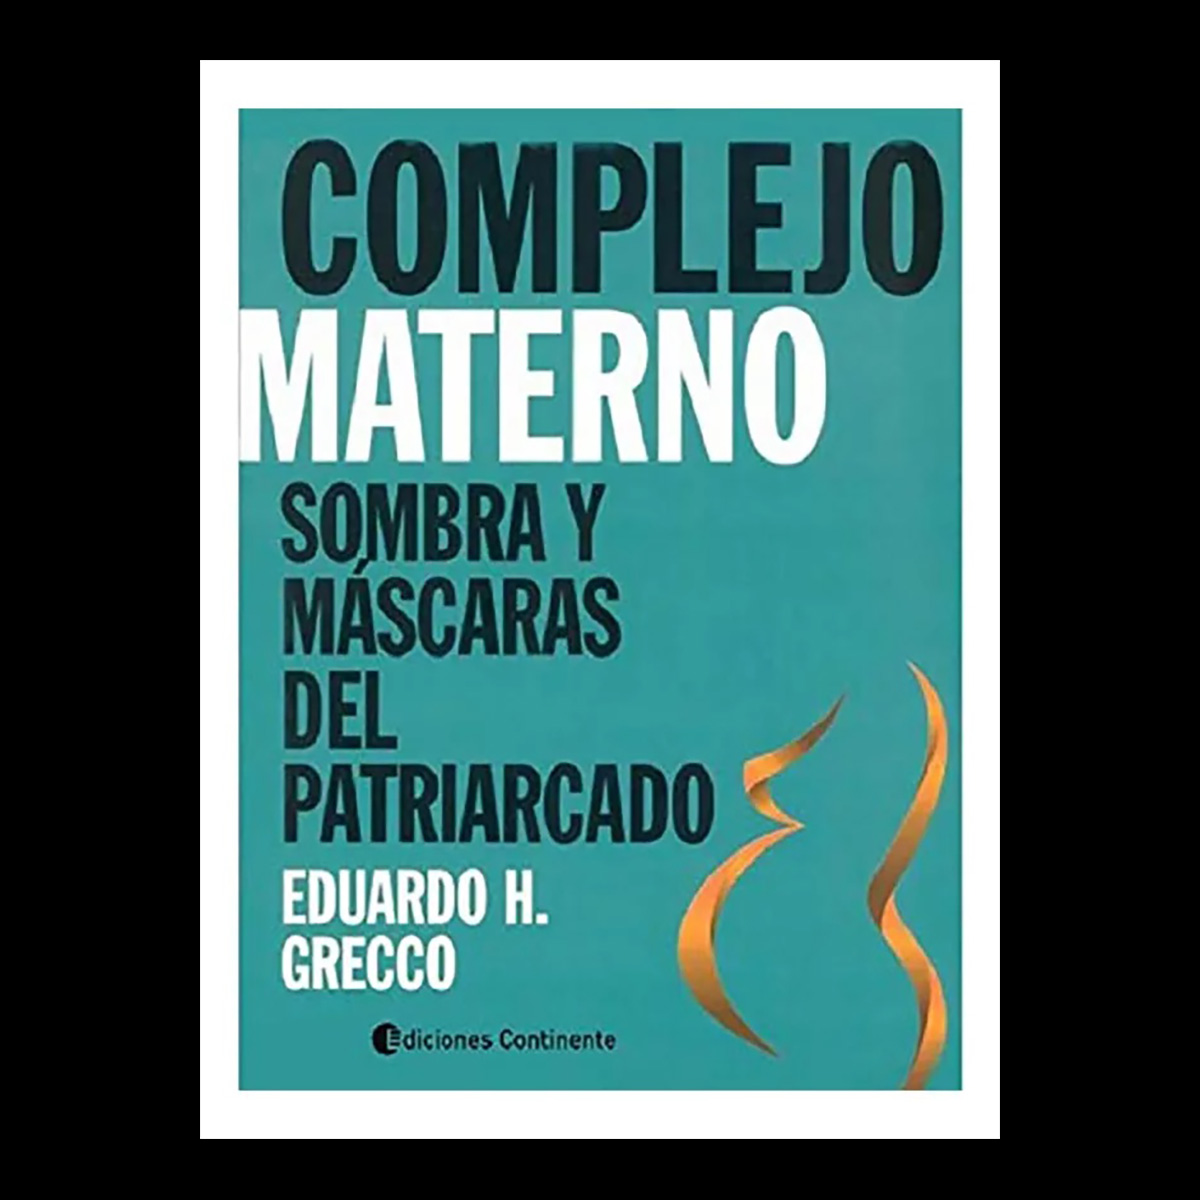 COMPLEJO
MATERNO
SOMBRA Y
MÁSCARAS
DEL
PATRIARCADO
EDUARDO H.
GRECCO
Ediciones Continente